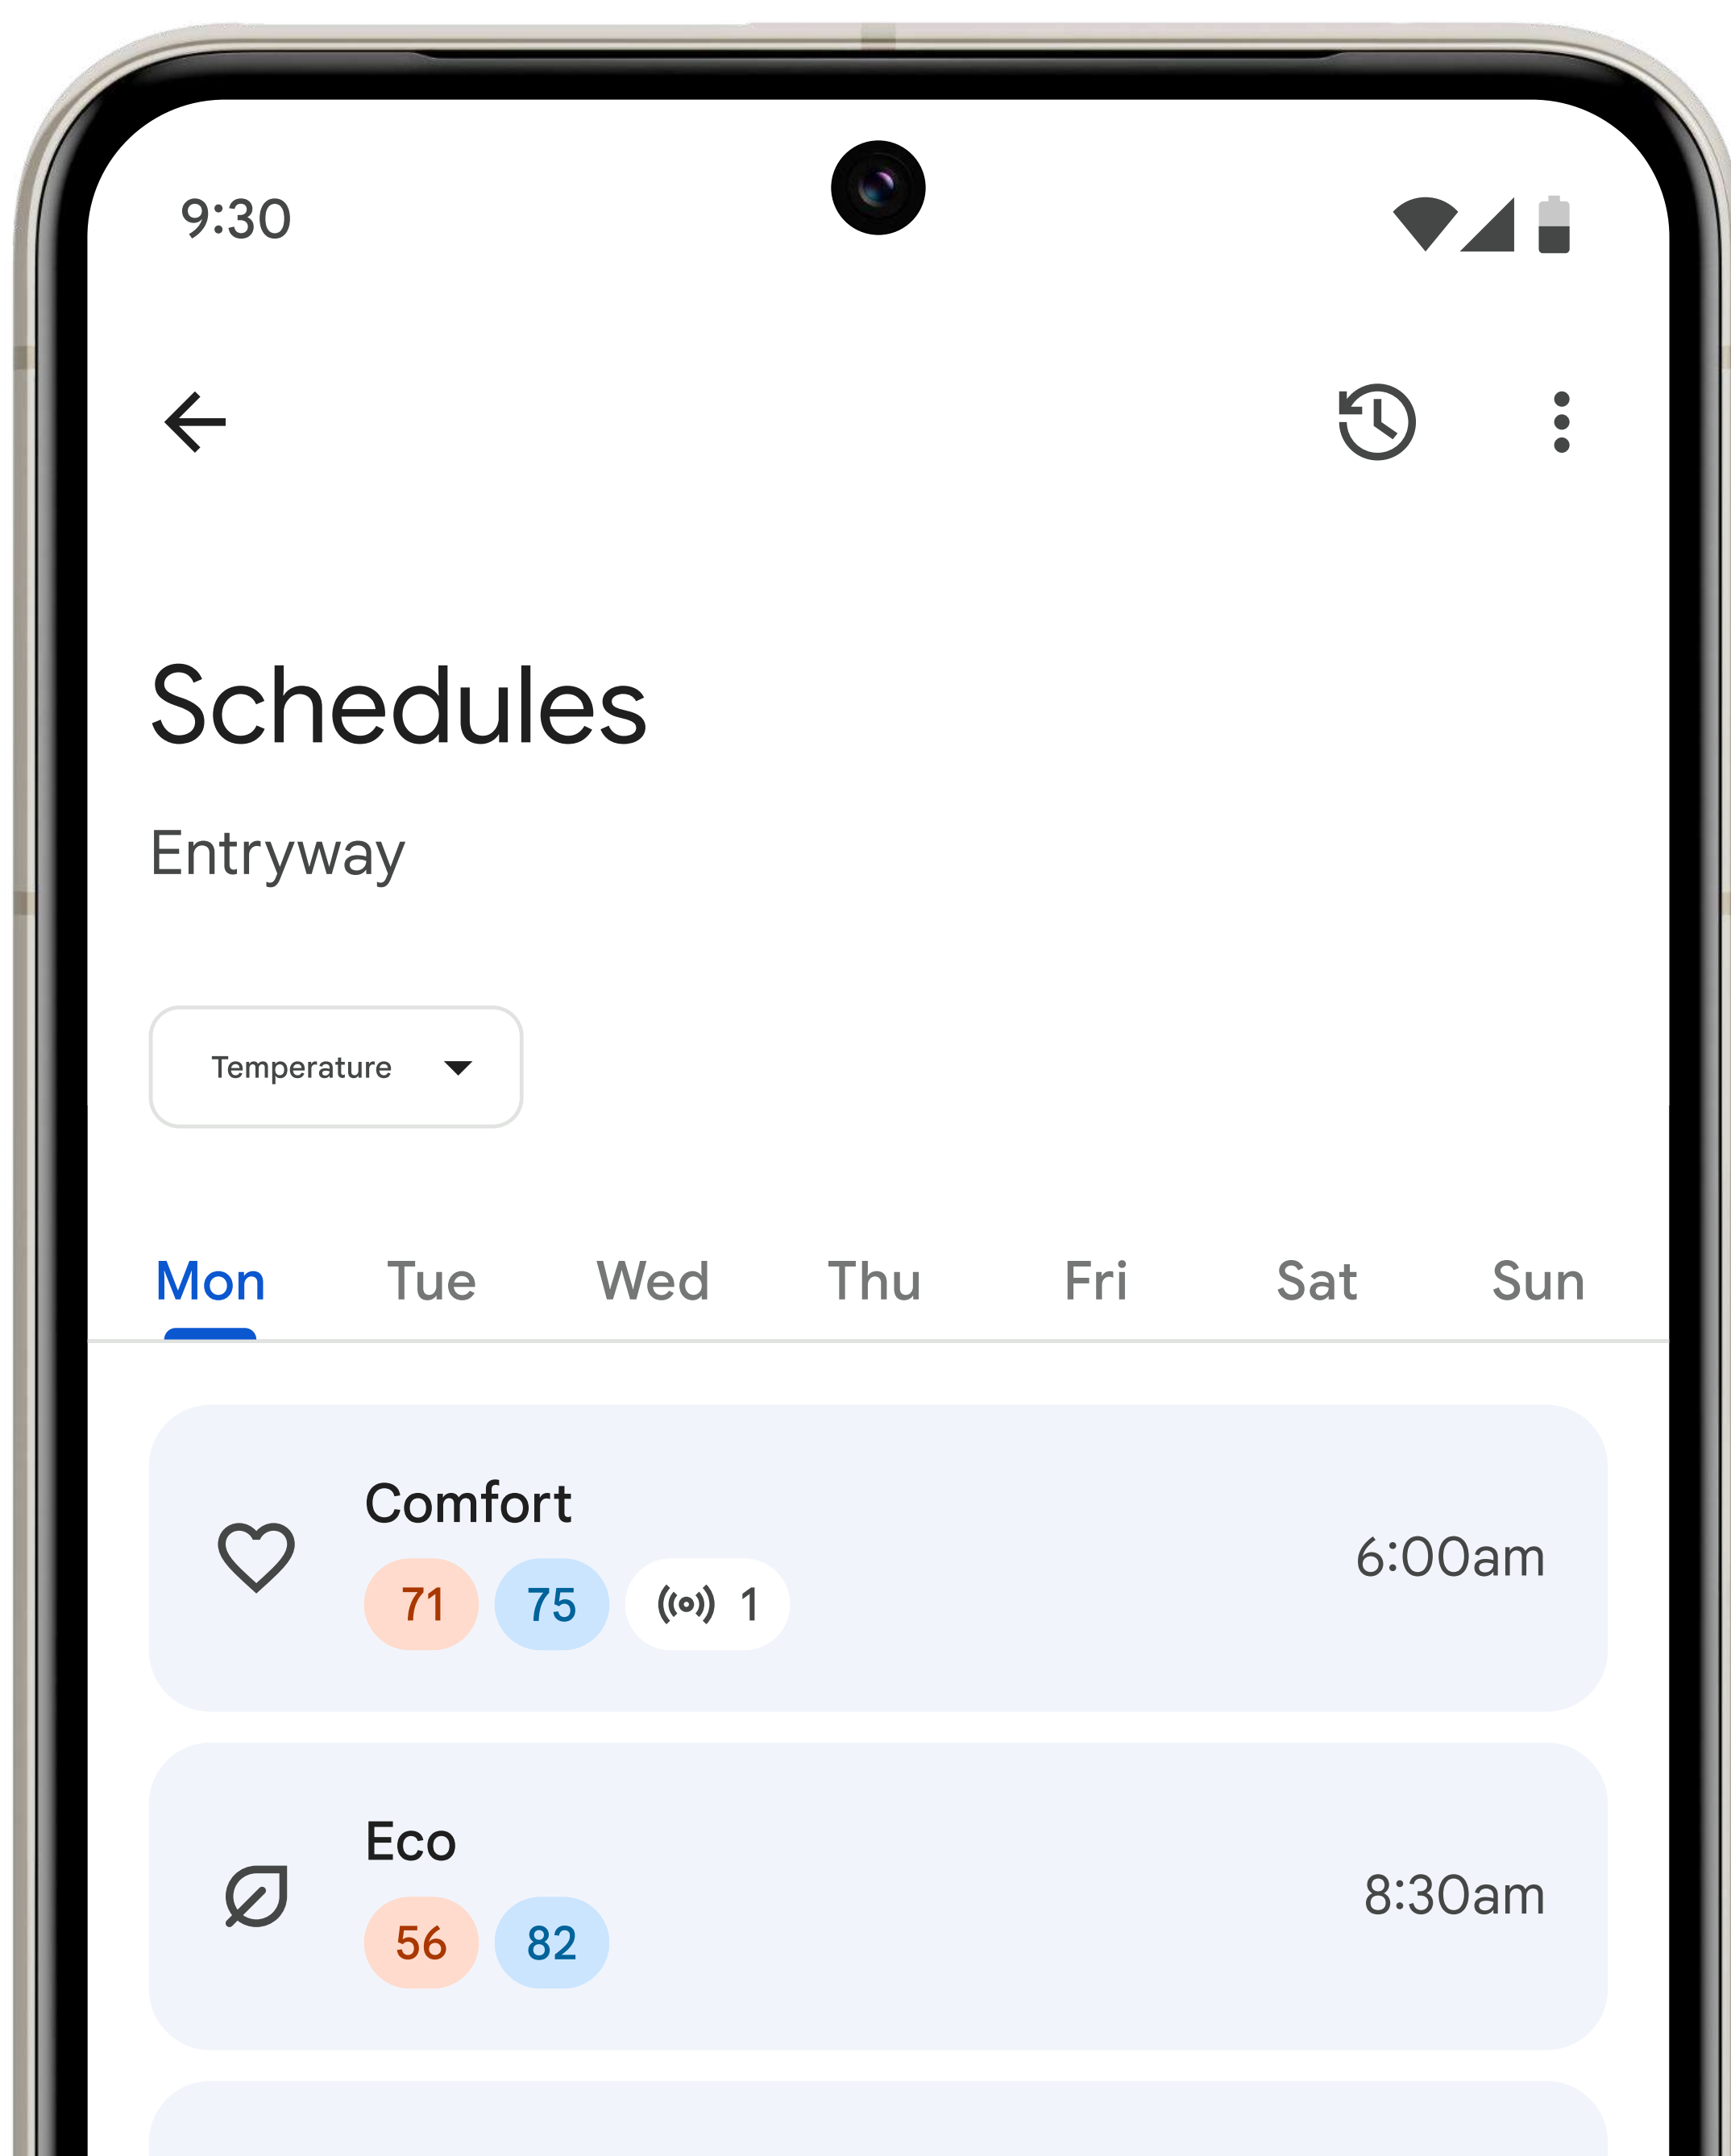 9:30
Schedules
Entryway
Temperature
Mon Tue Wed Thu Fri Sat Sun
Comfort
71 75 1
6:00am
Eco
56 82
8:30am